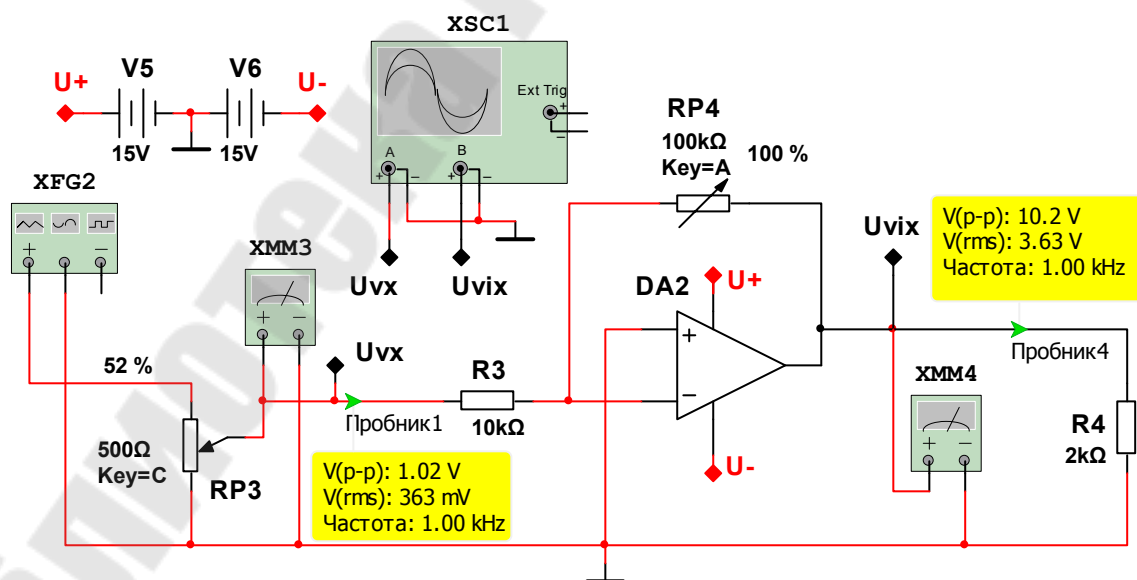 XSC1
U+
V5
V6
U-
15V
15V
Ext Trig
+
−
A
B
+
−
+
−
RP4
100kΩ
Key=A
100 %
XFG2
+
−
XMM3
+
−
Uvx
Uvix
Uvix
V(p-p): 10.2 V
V(rms): 3.63 V
Частота: 1.00 kHz
DA2
U+
+
−
U-
Пробник4
52 %
Uvx
R3
10kΩ
Пробник1
XMM4
+
−
R4
2kΩ
500Ω
Key=C
RP3
V(p-p): 1.02 V
V(rms): 363 mV
Частота: 1.00 kHz